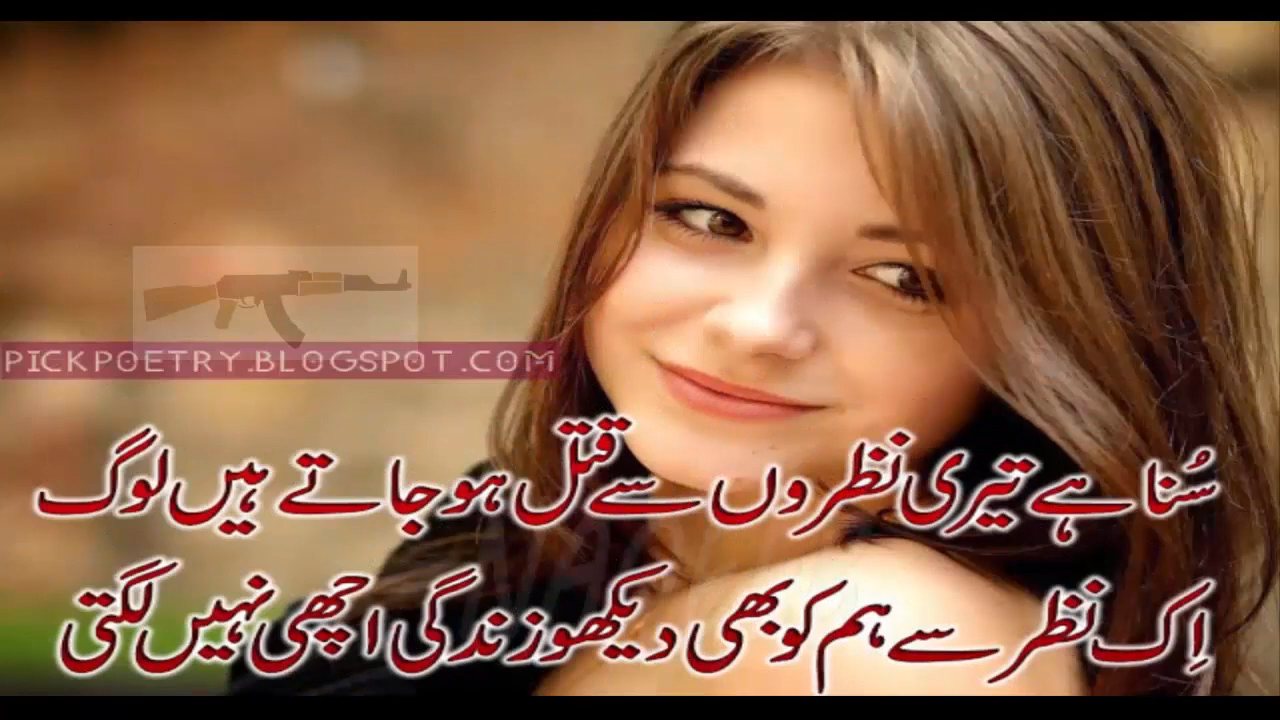 PICKPOETRY.BLOGSPOT.COM
سُنا ہے تیری نظروں سے قتل ہو جاتے ہیں لوگ
اِک نظر سے ہم کو بھی دیکھو زندگی اچھی نہیں لگتی